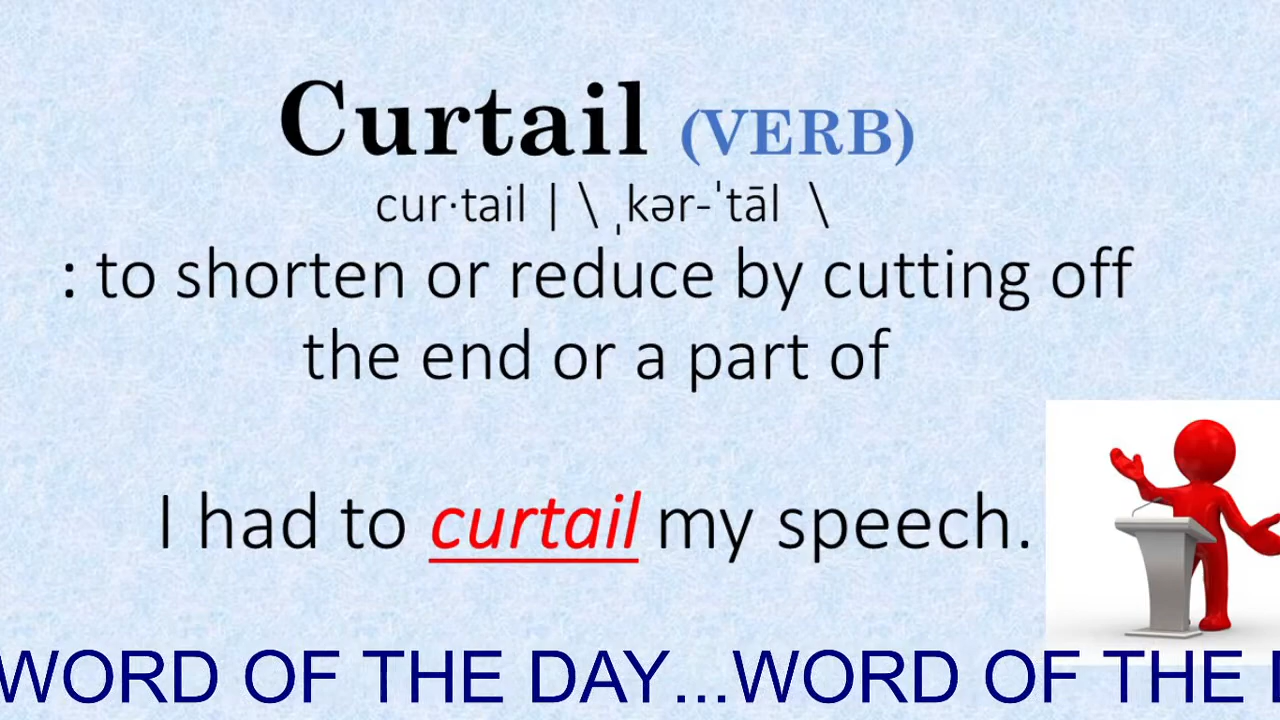 Curtail (VERB)
cur·tail | \ ˌkər-ˈtāl \
: to shorten or reduce by cutting off
the end or a part of
I had to curtail my speech.
WORD OF THE DAY...WORD OF THE